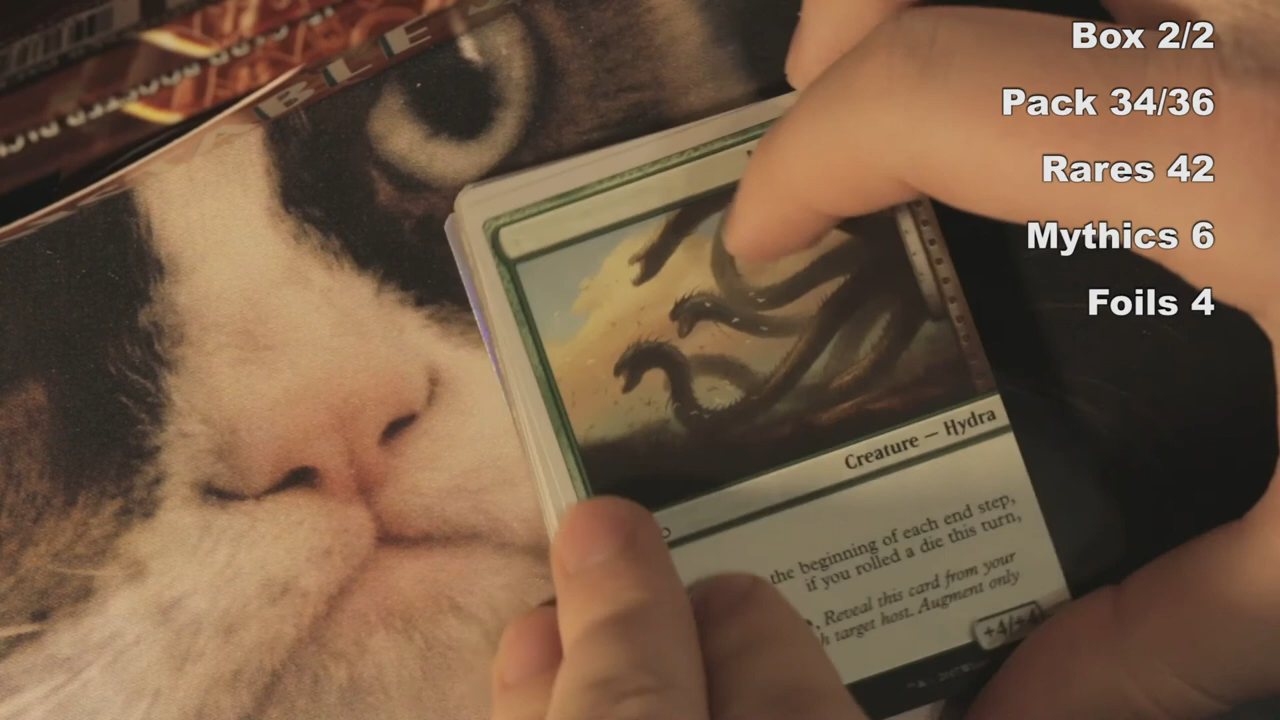 Box 2/2
Pack 34/36
Rares 42
Mythics 6
Foils 4
BLE
Creature — Hydra
the beginning of each end step,
if you rolled a die this turn,
Reveal this card from your
target host. Augment only
+4/+4